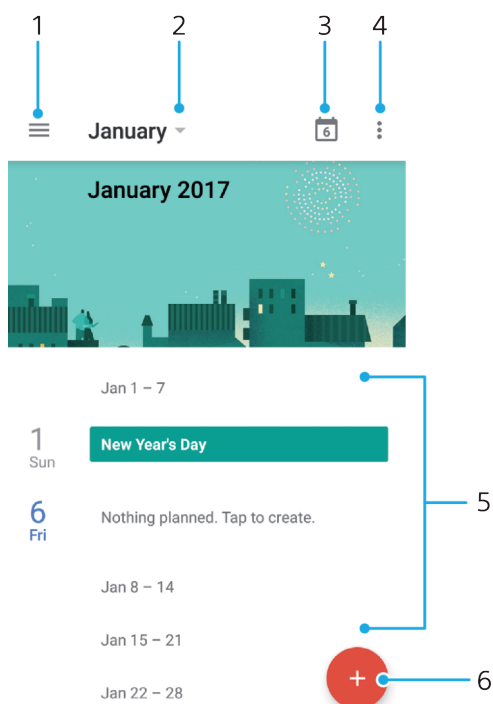 1 2 3 4
January
6
January 2017
Jan 1 – 7
1
Sun
New Year's Day
5
6
Fri
Nothing planned. Tap to create.
Jan 8 – 14
Jan 15 – 21
+
6
Jan 22 – 28